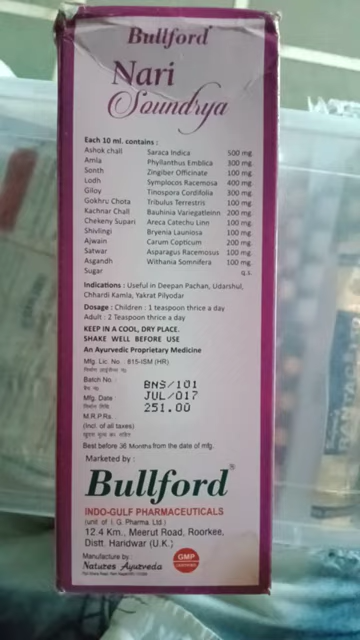 Bullford
Nari
Soundrya
Each 10 ml. contains :
Ashok chall Saraca Indica 500 mg
Amla Phyllanthus Emblica 300 mg.
Sonth Zingiber Officinate 100 mg.
Lodh Symplocos Racemosa 400 mg.
Giloy Tinospora Cordifolia 300 mg.
Gokhru Chota Tribulus Terrestris 100 mg.
Kachnar Chall Bauhinia Variegatleinn 200 mg.
Chekeny Supari Areca Catechu Linn 100 mg.
Shivlingi Bryenia Launiosa 100 mg.
Ajwain Carum Copticum 200 mg.
Satwar Asparagus Racemosus 100 mg.
Asgandh Withania Somnifera 100 mg.
Sugar q.s.
Indications : Useful in Deepan Pachan, Udarshul,
Chhardi Kamla, Yakrat Pilyodar
Dosage : Children : 1 teaspoon thrice a day
Adult : 2 Teaspoon thrice a day
KEEP IN A COOL, DRY PLACE.
SHAKE WELL BEFORE USE
An Ayurvedic Proprietary Medicine
Mfg. Lic. No. : 815-ISM (HR)
Batch No. : BNS/101
Mfg. Date JUL/017
M.R.P.Rs. 251.00
(Incl. of all taxes)
Best before 36 Months from the date of mfg.
Marketed by :
Bullford
INDO-GULF PHARMACEUTICALS
(unit of I. G. Pharma. Ltd.)
12.4 Km., Meerut Road, Roorkee,
Distt. Haridwar (U.K.)
Manufacture by :
Natures Ayurveda
GMP